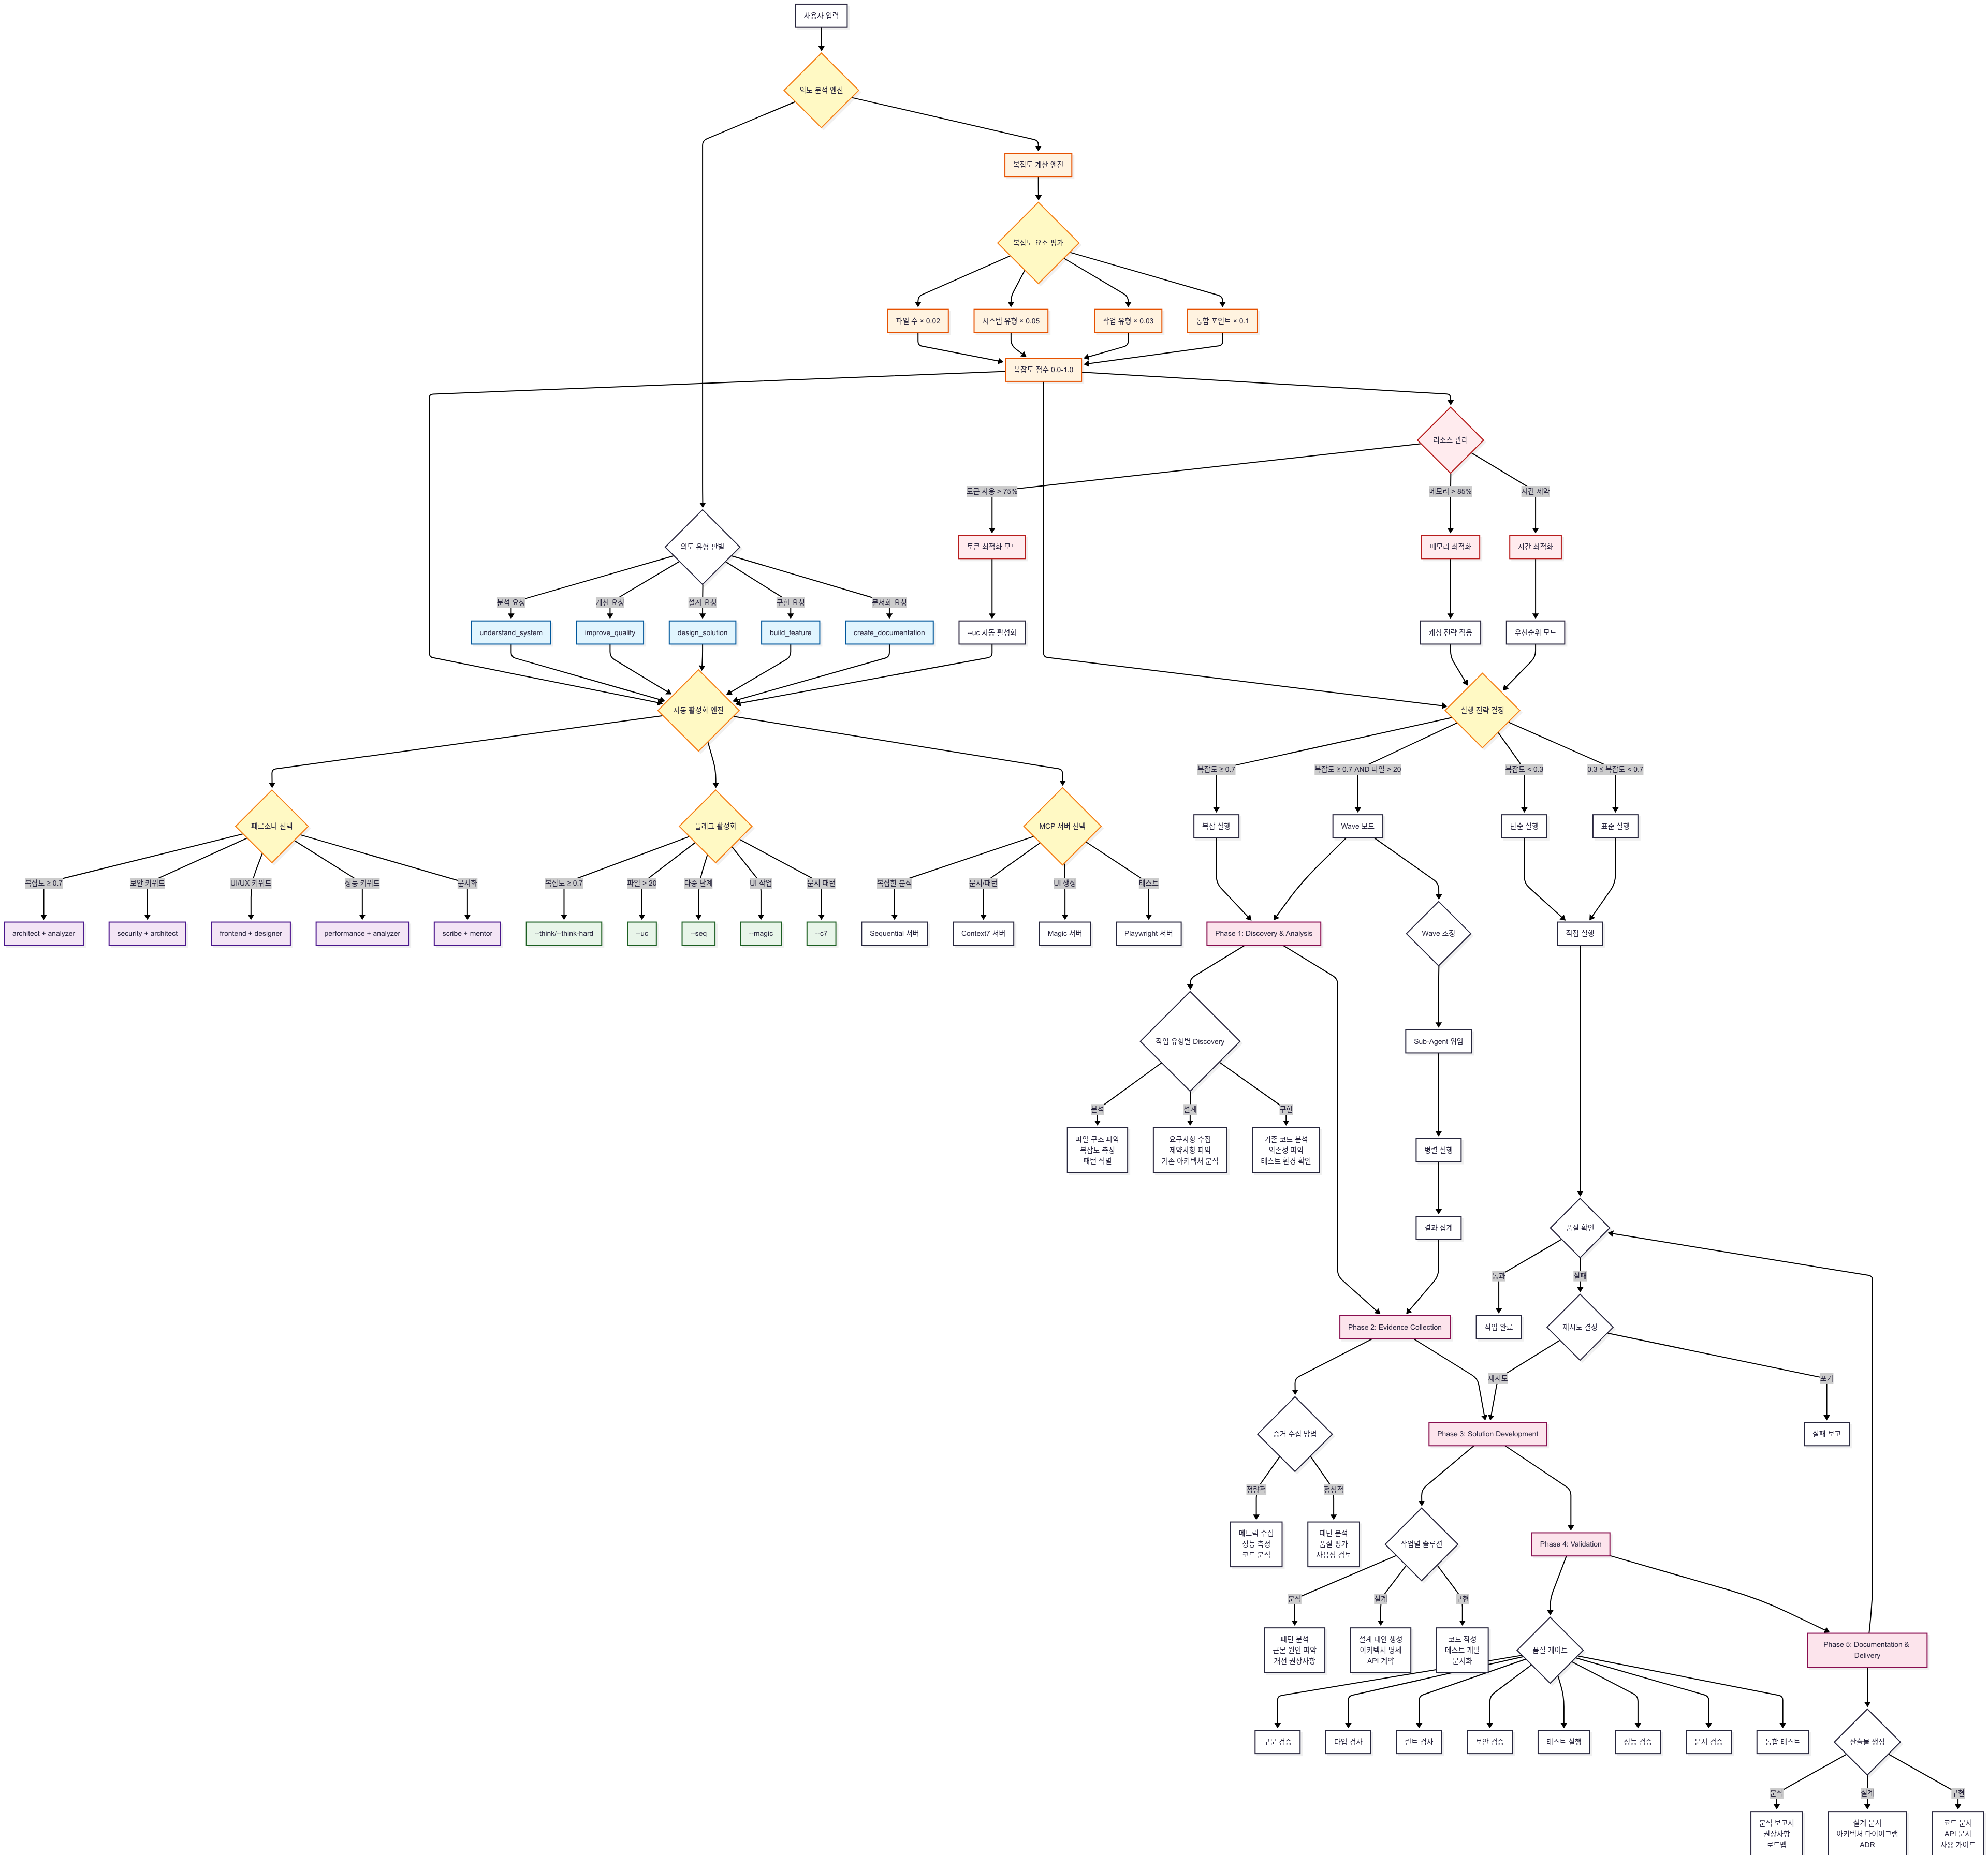 사용자 입력
의도 분석 엔진
복잡도 계산 엔진
복잡도 요소 평가
파일 수 × 0.02
시스템 유형 × 0.05
작업 유형 × 0.03
통합 포인트 × 0.1
복잡도 점수 0.0-1.0
리소스 관리
토큰 사용 > 75%
메모리 > 85%
시간 제약
의도 유형 판별
토큰 최적화 모드
메모리 최적화
시간 최적화
분석 요청
개선 요청
설계 요청
구현 요청
문서화 요청
understand_system
improve_quality
design_solution
build_feature
create_documentation
--uc 자동 활성화
캐싱 전략 적용
우선순위 모드
자동 활성화 엔진
실행 전략 결정
복잡도 ≥ 0.7
복잡도 ≥ 0.7 AND 파일 > 20
복잡도 < 0.3
0.3 ≤ 복잡도 < 0.7
페르소나 선택
플래그 활성화
MCP 서버 선택
복잡 실행
Wave 모드
단순 실행
표준 실행
복잡도 ≥ 0.7
보안 키워드
UI/UX 키워드
성능 키워드
문서화
복잡도 ≥ 0.7
파일 > 20
다중 단계
UI 작업
문서 패턴
복잡한 분석
문서/패턴
UI 생성
테스트
architect + analyzer
security + architect
frontend + designer
performance + analyzer
scribe + mentor
--think/--think-hard
--uc
--seq
--magic
--c7
Sequential 서버
Context7 서버
Magic 서버
Playwright 서버
Phase 1: Discovery & Analysis
Wave 조정
직접 실행
작업 유형별 Discovery
Sub-Agent 위임
분석
설계
구현
파일 구조 파악
복잡도 측정
패턴 식별
요구사항 수집
제약사항 파악
기존 아키텍처 분석
기존 코드 분석
의존성 파악
테스트 환경 확인
병렬 실행
결과 집계
품질 확인
통과
실패
Phase 2: Evidence Collection
작업 완료
재시도 결정
재시도
포기
증거 수집 방법
Phase 3: Solution Development
실패 보고
정량적
정성적
메트릭 수집
성능 측정
코드 분석
패턴 분석
품질 평가
사용성 검토
작업별 솔루션
Phase 4: Validation
분석
설계
구현
패턴 분석
근본 원인 파악
개선 권장사항
설계 대안 생성
아키텍처 명세
API 계약
코드 작성
테스트 개발
문서화
품질 게이트
Phase 5: Documentation &
Delivery
구문 검증
타입 검사
린트 검사
보안 검증
테스트 실행
성능 검증
문서 검증
통합 테스트
산출물 생성
분석
설계
구현
분석 보고서
권장사항
로드맵
설계 문서
아키텍처 다이어그램
ADR
코드 문서
API 문서
사용 가이드